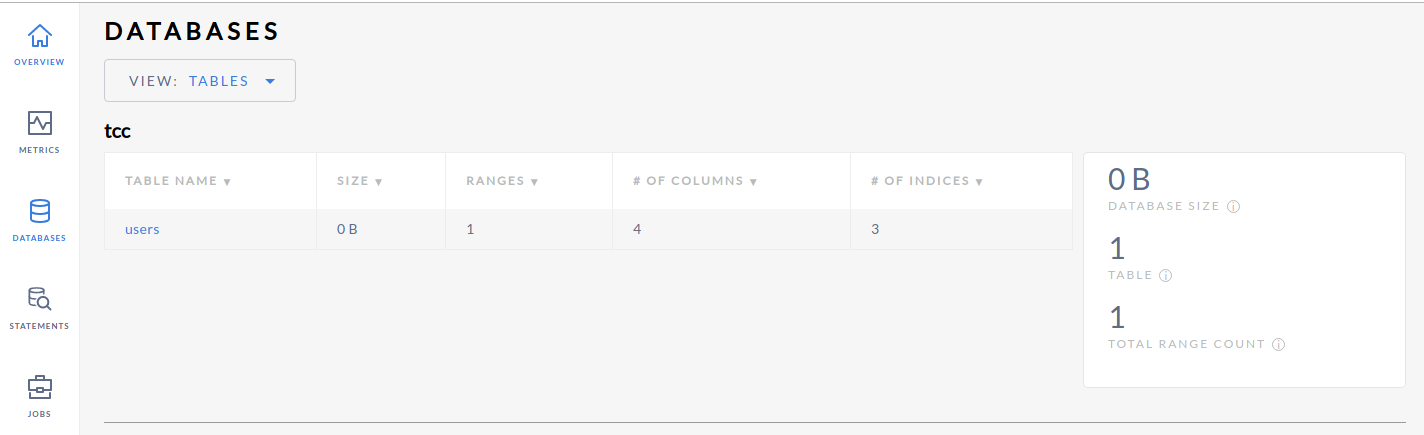 OVERVIEW
METRICS
DATABASES
STATEMENTS
JOBS
DATABASES
VIEW: TABLES
tcc
TABLE NAME ▼ SIZE ▼ RANGES ▼ # OF COLUMNS ▼ # OF INDICES ▼
users 0 B 1 4 3
0 B
DATABASE SIZE
1
TABLE
1
TOTAL RANGE COUNT